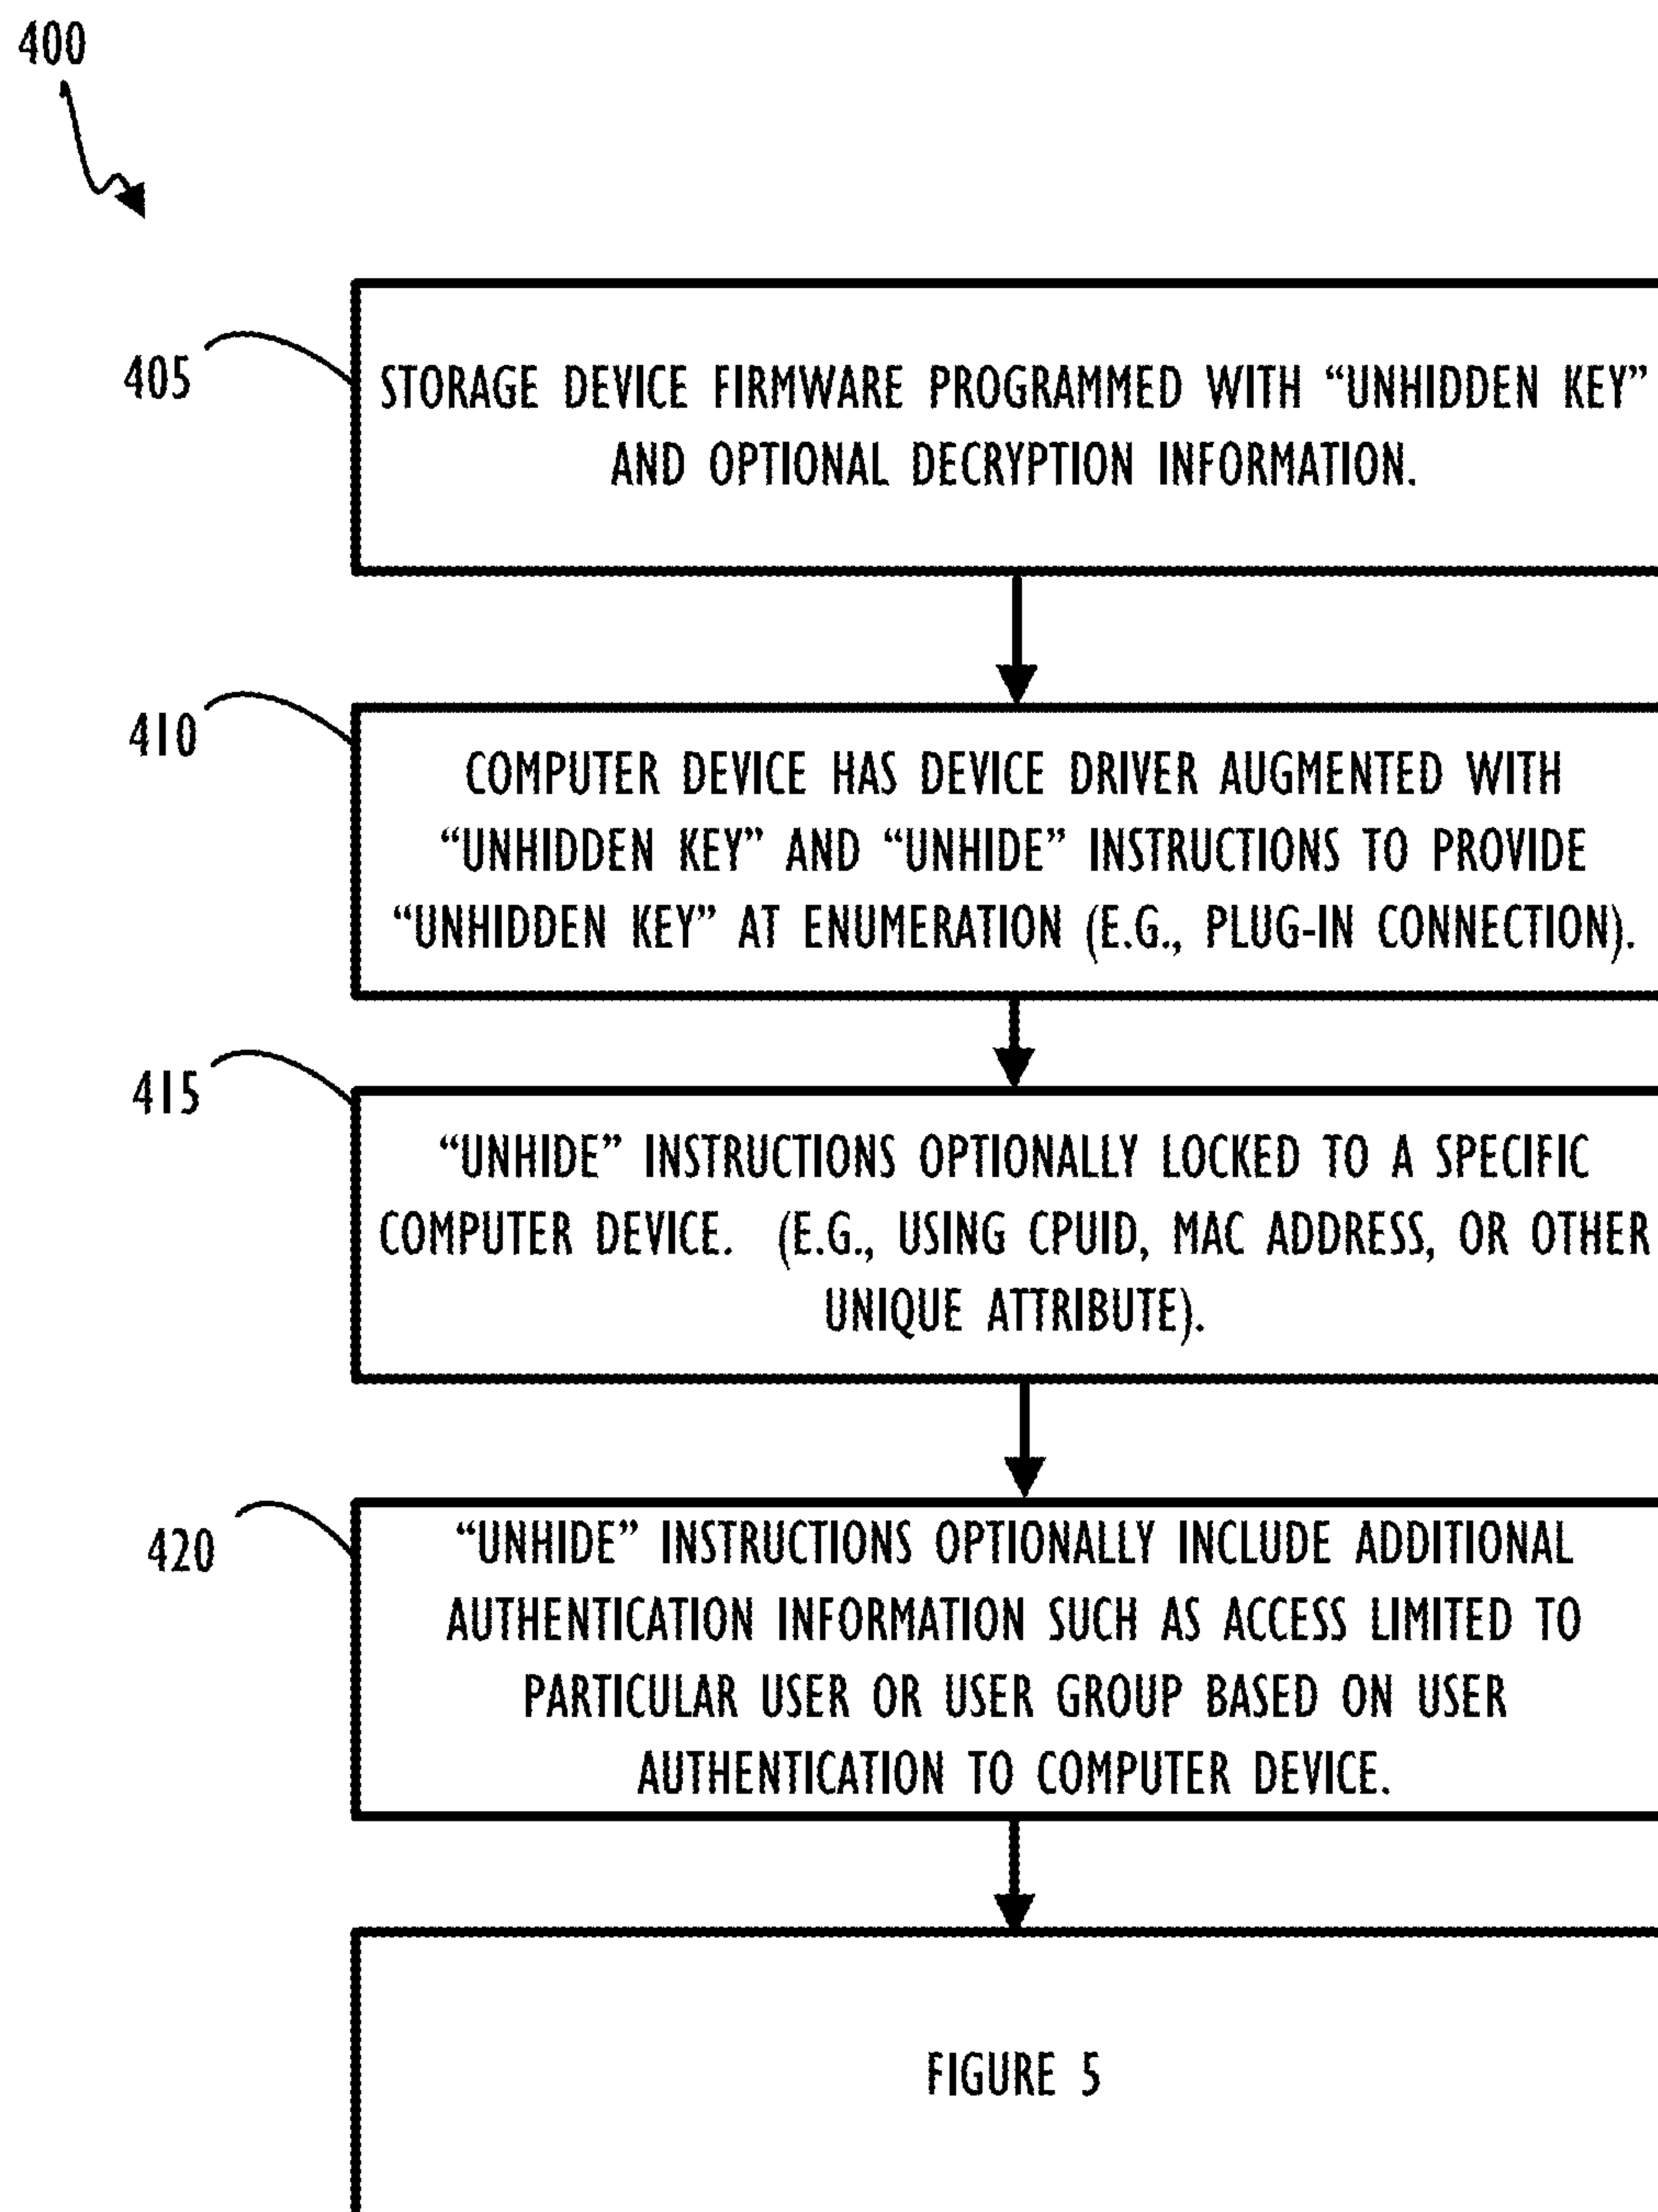 400
405
STORAGE DEVICE FIRMWARE PROGRAMMED WITH “UNHIDDEN KEY”
AND OPTIONAL DECRYPTION INFORMATION.
410
COMPUTER DEVICE HAS DEVICE DRIVER AUGMENTED WITH
“UNHIDDEN KEY” AND “UNHIDE” INSTRUCTIONS TO PROVIDE
“UNHIDDEN KEY” AT ENUMERATION (E.G., PLUG-IN CONNECTION).
415
“UNHIDE” INSTRUCTIONS OPTIONALLY LOCKED TO A SPECIFIC
COMPUTER DEVICE. (E.G., USING CPUID, MAC ADDRESS, OR OTHER
UNIQUE ATTRIBUTE).
420
“UNHIDE” INSTRUCTIONS OPTIONALLY INCLUDE ADDITIONAL
AUTHENTICATION INFORMATION SUCH AS ACCESS LIMITED TO
PARTICULAR USER OR USER GROUP BASED ON USER
AUTHENTICATION TO COMPUTER DEVICE.
FIGURE 5